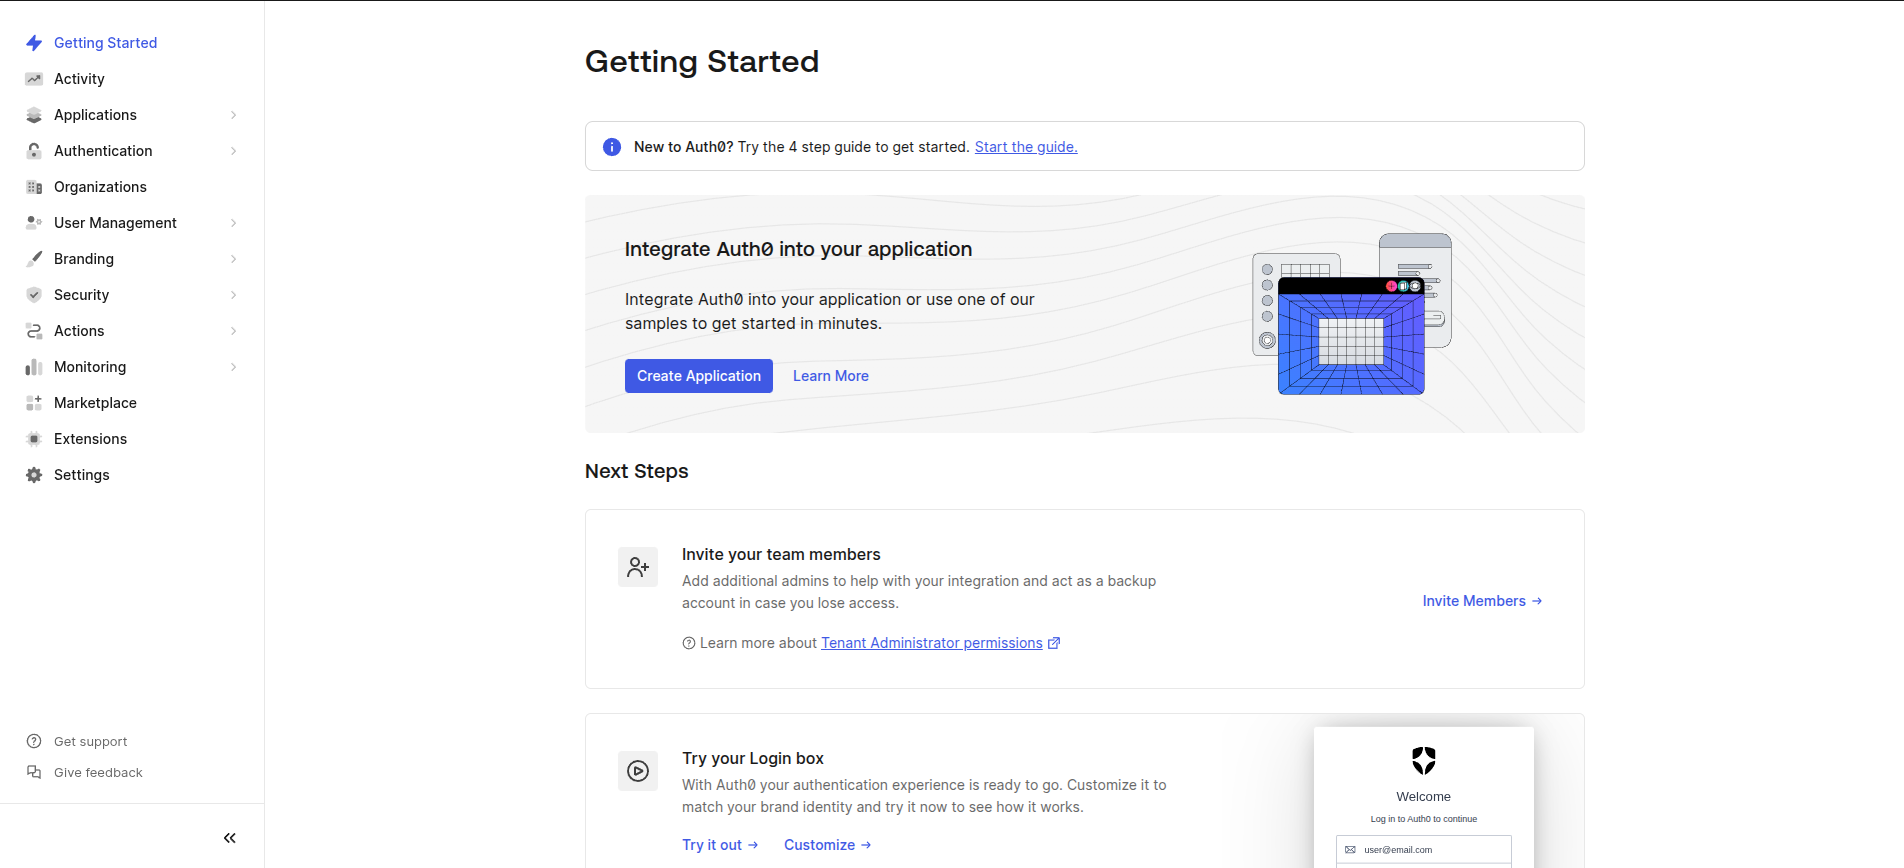 Getting Started
Activity
Applications
Authentication
Organizations
User Management
Branding
Security
Actions
Monitoring
Marketplace
Extensions
Settings
Get support
Give feedback
Getting Started
New to Auth0? Try the 4 step guide to get started. Start the guide.
Integrate Auth0 into your application
Integrate Auth0 into your application or use one of our
samples to get started in minutes.
Create Application Learn More
Next Steps
Invite your team members
Add additional admins to help with your integration and act as a backup
account in case you lose access.
Invite Members →
Learn more about Tenant Administrator permissions
Try your Login box
With Auth0 your authentication experience is ready to go. Customize it to
match your brand identity and try it now to see how it works.
Try it out → Customize →
Welcome
Log in to Auth0 to continue
user@email.com